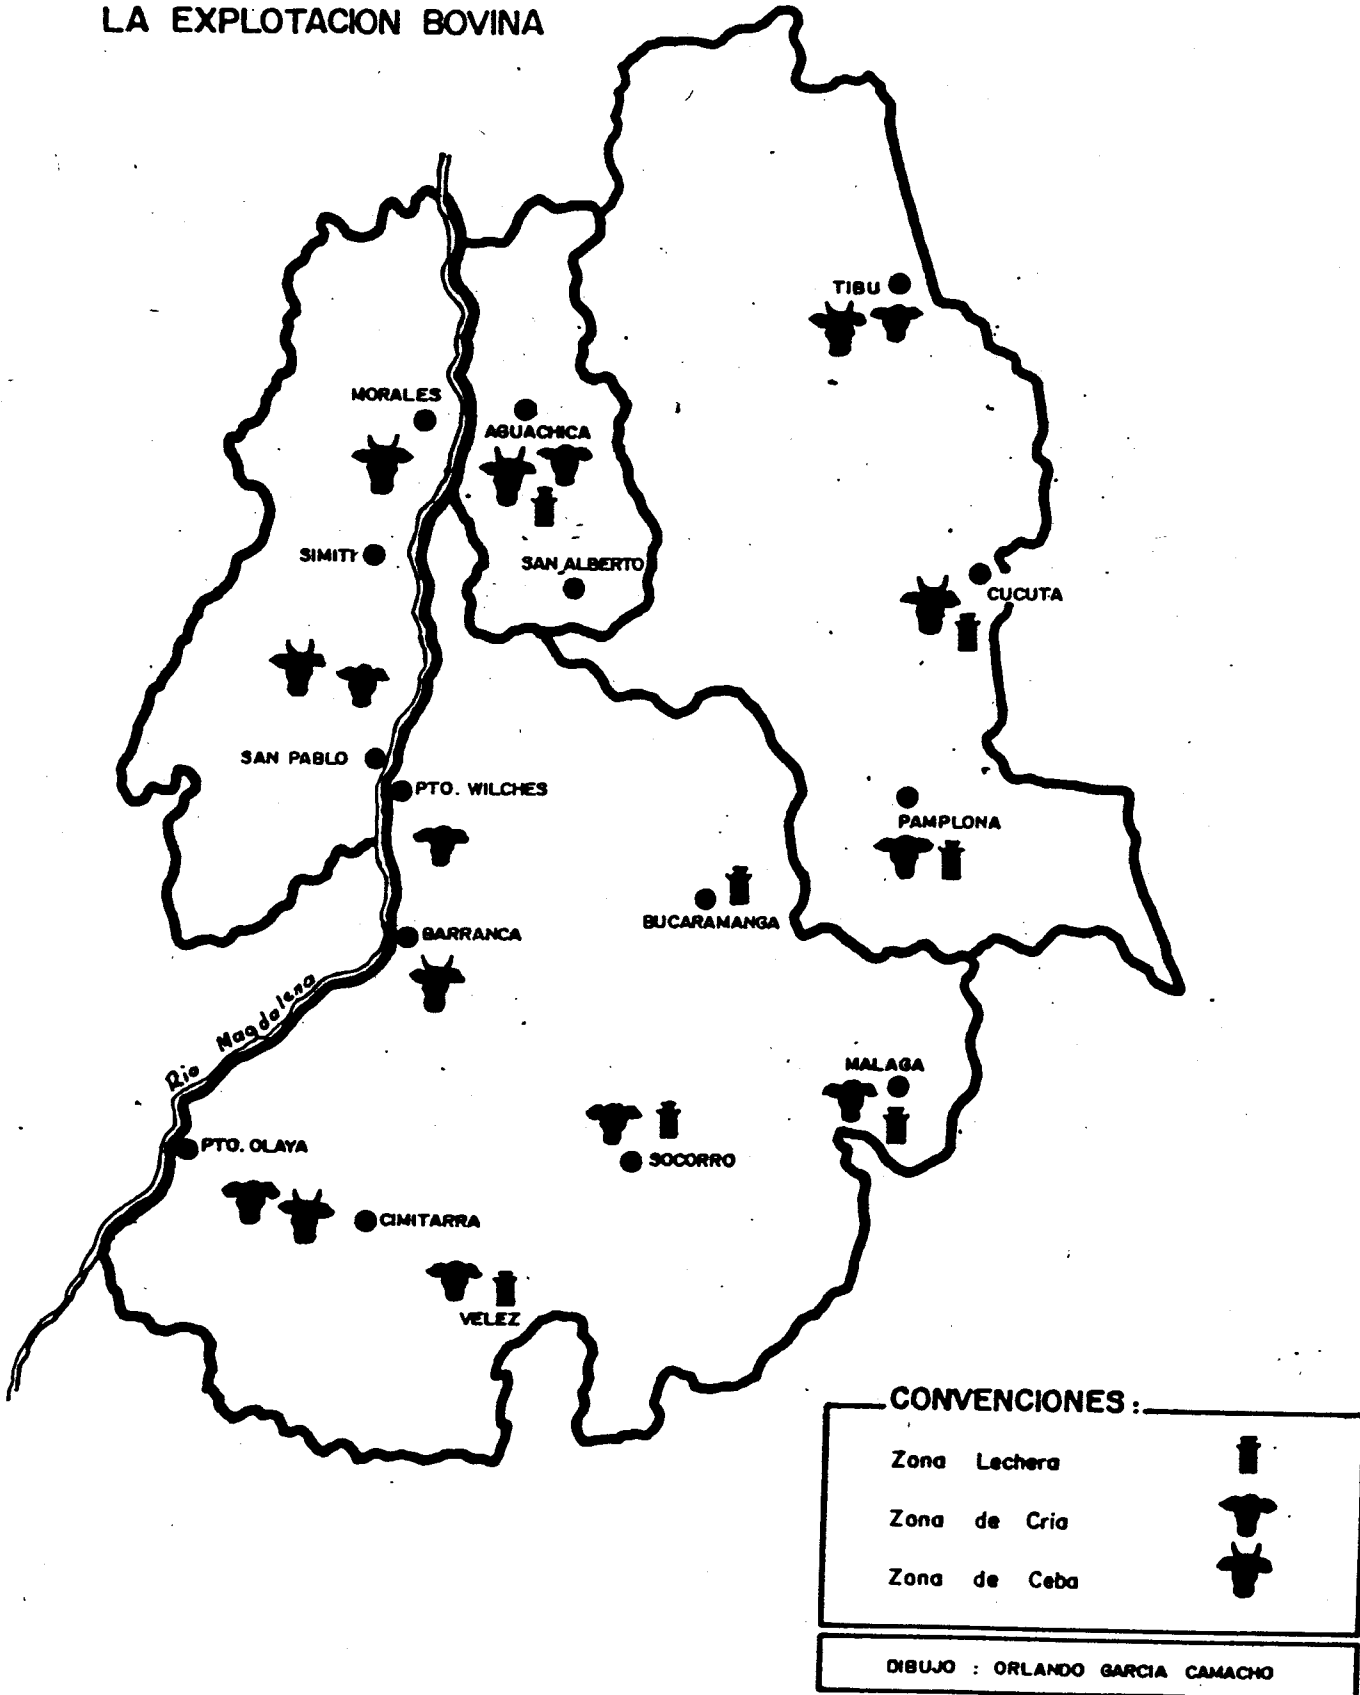 LA EXPLOTACION BOVINA
TIBU
MORALES
AGUACHICA
SIMITI
SAN ALBERTO
CUCUTA
SAN PABLO
PTO. WILCHES
PAMPLONA
BUCARAMANGA
BARRANCA
Rio Magdalena
MALAGA
PTO. OLAYA
SOCORRO
CIMITARRA
VELEZ
CONVENCIONES:
Zona Lechera
Zona de Cria
Zona de Ceba
DIBUJO : ORLANDO GARCIA CAMACHO